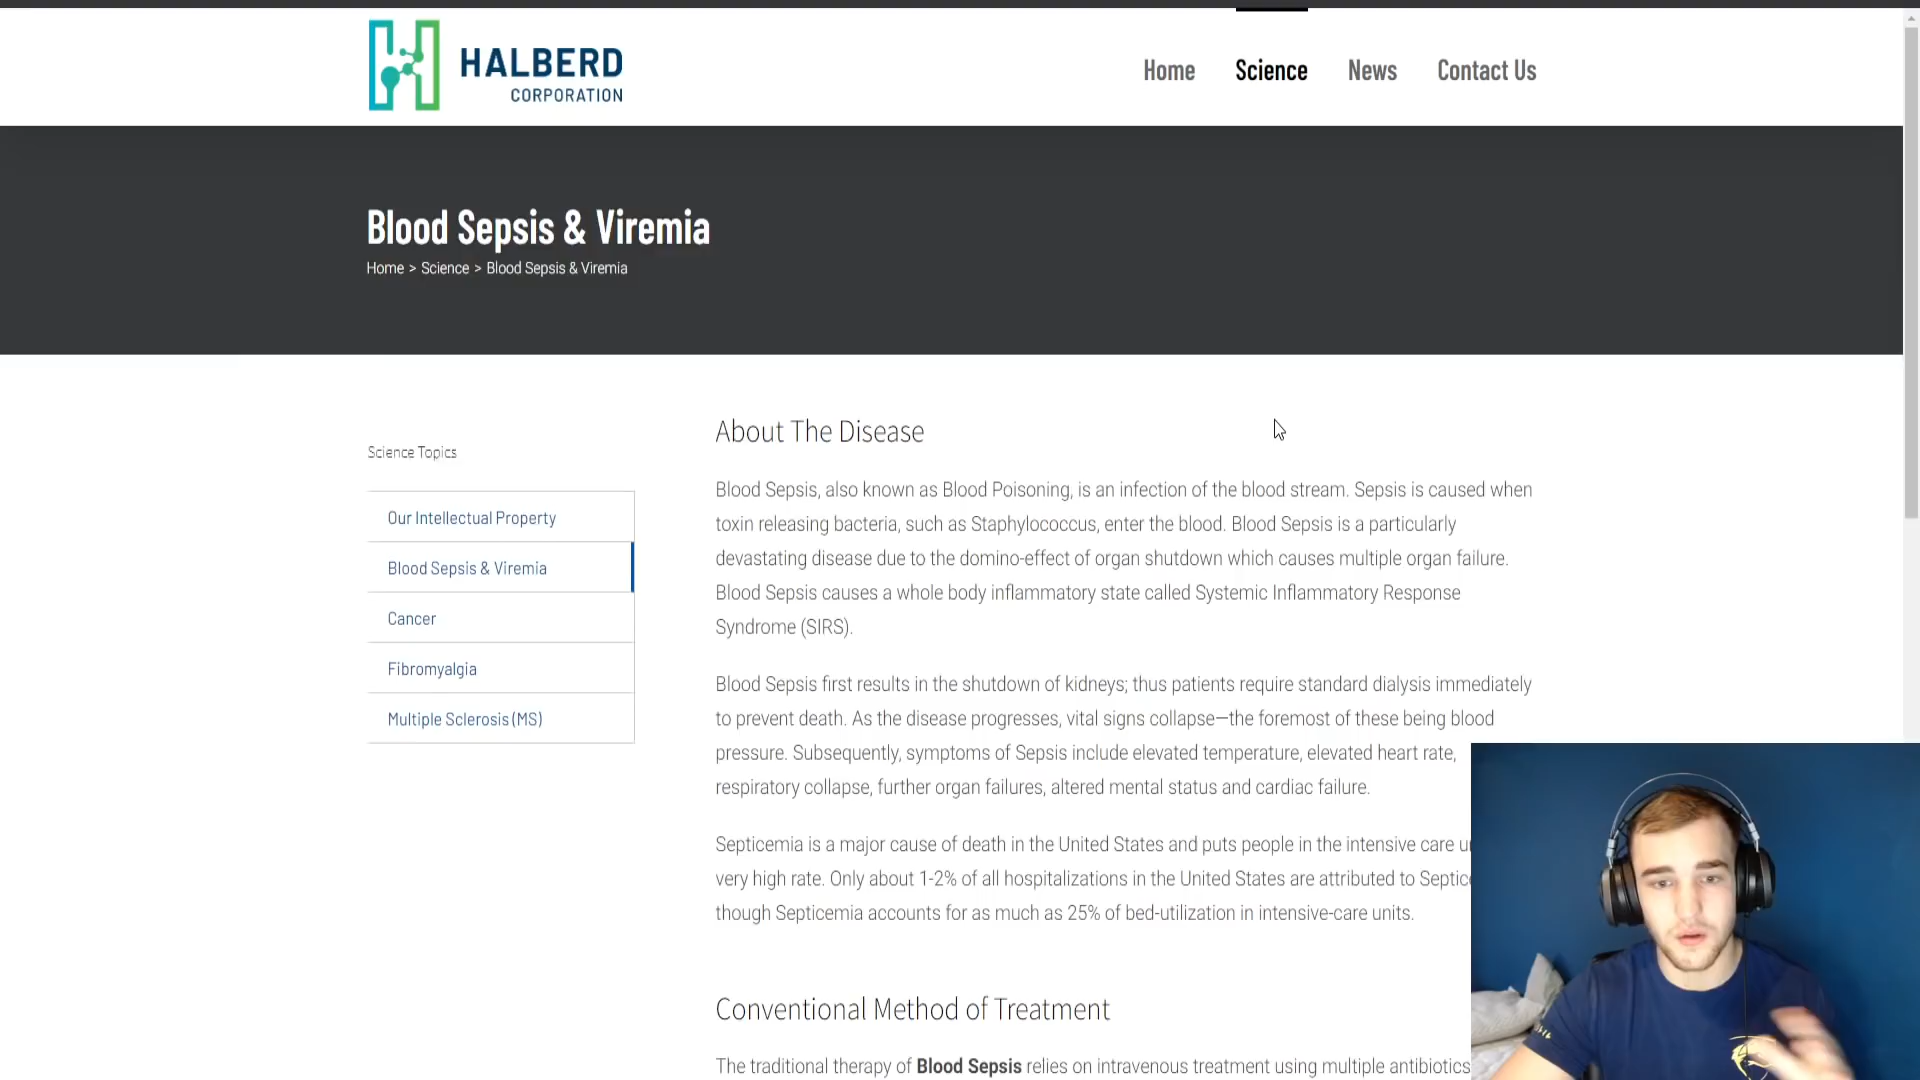 HALBERD
CORPORATION
Home Science News Contact Us
Blood Sepsis & Viremia
Home > Science > Blood Sepsis & Viremia
Science Topics
Our Intellectual Property
Blood Sepsis & Viremia
Cancer
Fibromyalgia
Multiple Sclerosis (MS)
About The Disease
Blood Sepsis, also known as Blood Poisoning, is an infection of the blood stream. Sepsis is caused when
toxin releasing bacteria, such as Staphylococcus, enter the blood. Blood Sepsis is a particularly
devastating disease due to the domino-effect of organ shutdown which causes multiple organ failure.
Blood Sepsis causes a whole body inflammatory state called Systemic Inflammatory Response
Syndrome (SIRS).
Blood Sepsis first results in the shutdown of kidneys; thus patients require standard dialysis immediately
to prevent death. As the disease progresses, vital signs collapse—the foremost of these being blood
pressure. Subsequently, symptoms of Sepsis include elevated temperature, elevated heart rate,
respiratory collapse, further organ failures, altered mental status and cardiac failure.
Septicemia is a major cause of death in the United States and puts people in the intensive care
very high rate. Only about 1-2% of all hospitalizations in the United States are attributed to
though Septicemia accounts for as much as 25% of bed-utilization in intensive-care units.
Conventional Method of Treatment
The traditional therapy of Blood Sepsis relies on intravenous treatment using multiple antibiotics